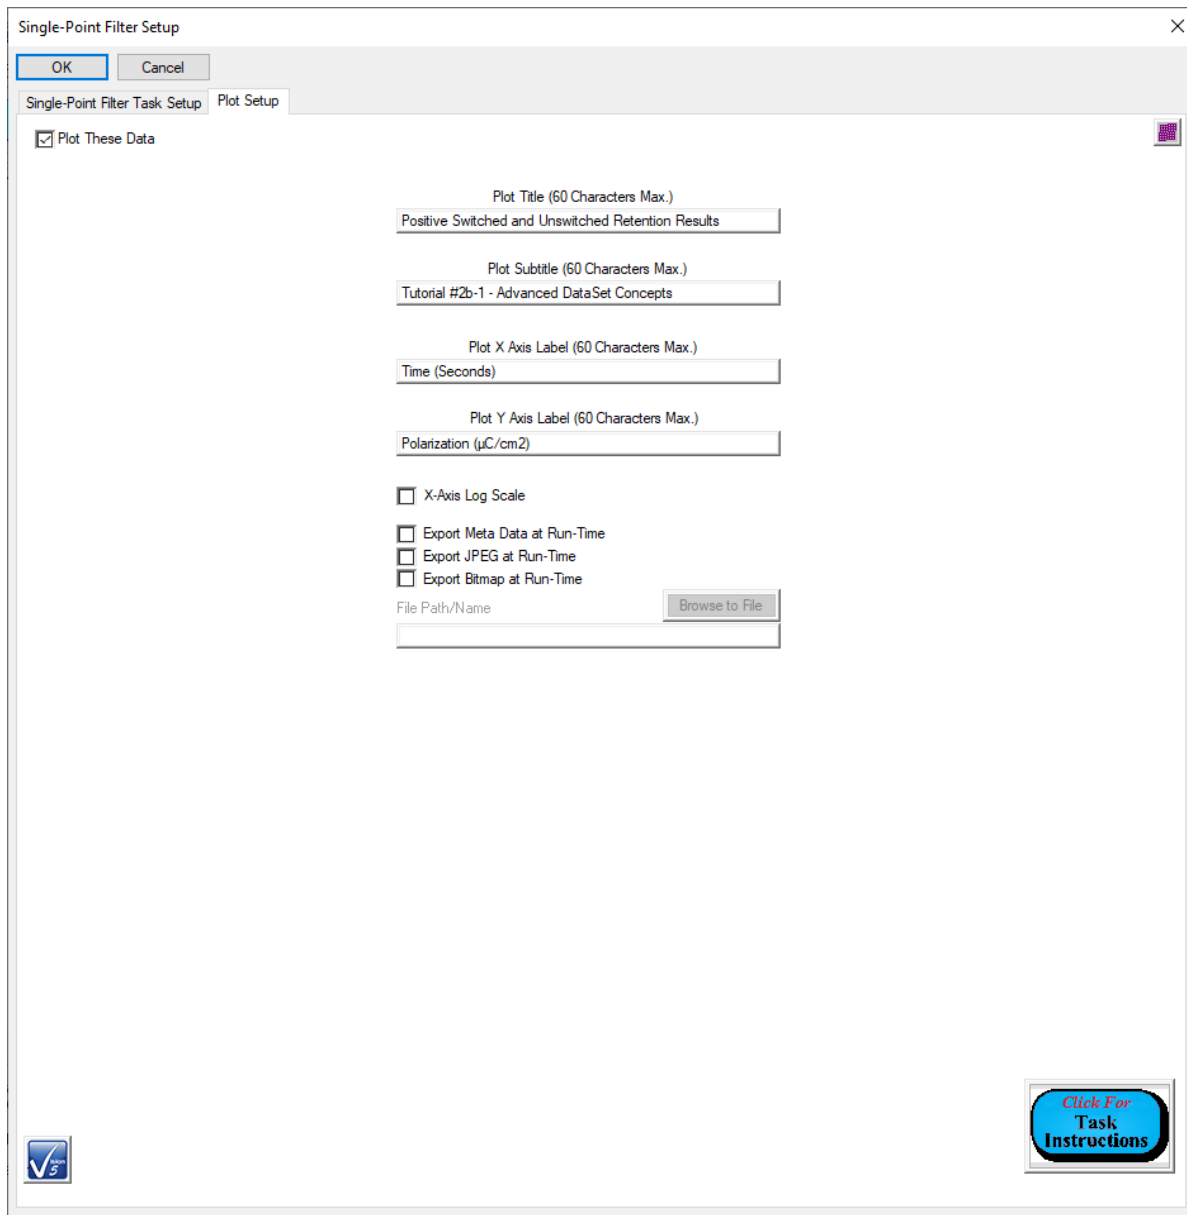 Single-Point Filter Setup
OK
Cancel
Single-Point Filter Task Setup
Plot Setup
Plot These Data
Plot Title (60 Characters Max.)
Positive Switched and Unswitched Retention Results
Plot Subtitle (60 Characters Max.)
Tutorial #2b-1 - Advanced DataSet Concepts
Plot X Axis Label (60 Characters Max.)
Time (Seconds)
Plot Y Axis Label (60 Characters Max.)
Polarization (µC/cm2)
X-Axis Log Scale
Export Meta Data at Run-Time
Export JPEG at Run-Time
Export Bitmap at Run-Time
File Path/Name
Browse to File
Click For
Task
Instructions
Vision
5